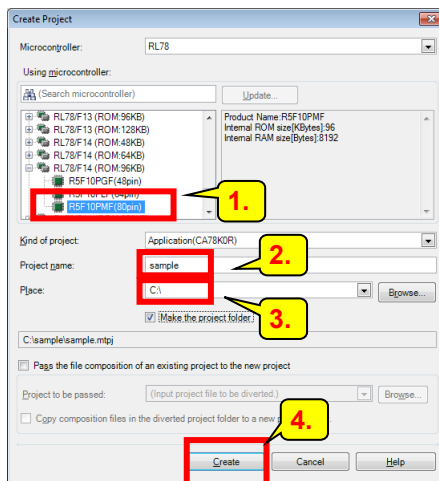 Create Project
Microcontroller: RL78
Using microcontroller:
(Search microcontroller) Update...
RL78/F13 (ROM:96KB)
RL78/F13 (ROM:128KB)
RL78/F14 (ROM:48KB)
RL78/F14 (ROM:64KB)
RL78/F14 (ROM:96KB)
R5F10PGF(48pin)
R5F10PMF(80pin)
Product Name:R5F10PMF
Internal ROM size[KBytes]:96
Internal RAM size[Bytes]:8192
1.
Kind of project: Application(CA78K0R)
2.
Project name: sample
Place: C:\ Browse...
3.
Make the project folder
C:\sample\sample.mtpj
Pass the file composition of an existing project to the new project
Project to be passed: (Input project file to be diverted.) Browse...
Copy composition files in the diverted project folder to a new
4.
Create Cancel Help